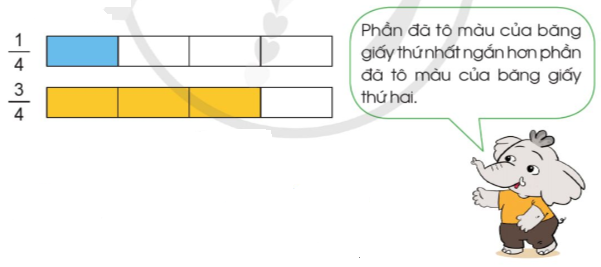 1/4
3/4
Phần đã tô màu của băng
giấy thứ nhất ngắn hơn phần
đã tô màu của băng giấy
thứ hai.